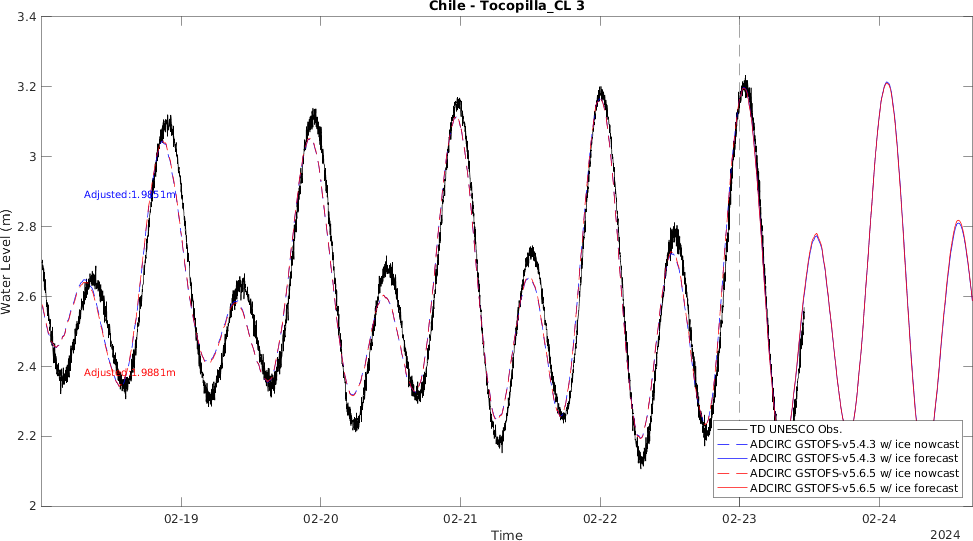 Chile - Tocopilla_CL 3
3.4
3.2
3
2.8
2.6
2.4
2.2
2
Water Level (m)
Adjusted:1.9851m
Adjusted:1.9881m
TD UNESCO Obs.
ADCIRC GSTOFS-v5.4.3 w/ ice nowcast
ADCIRC GSTOFS-v5.4.3 w/ ice forecast
ADCIRC GSTOFS-v5.6.5 w/ ice nowcast
ADCIRC GSTOFS-v5.6.5 w/ ice forecast
02-19
02-20
02-21
02-22
02-23
02-24
Time
2024